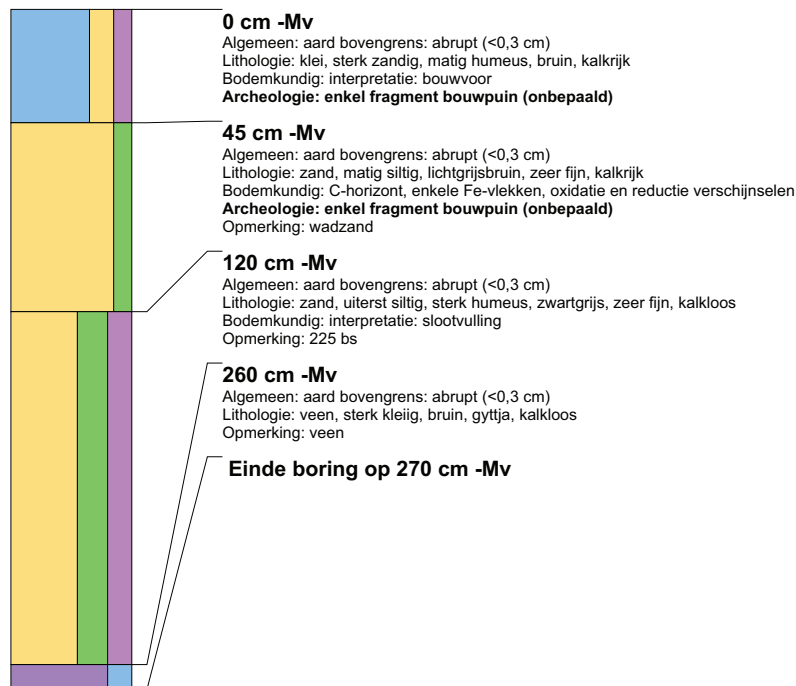 0 cm -Mv
Algemeen: aard bovengrens: abrupt (<0,3 cm)
Lithologie: klei, sterk zandig, matig humeus, bruin, kalkrijk
Bodemkundig: interpretatie: bouwvoor
Archeologie: enkel fragment bouwpuin (onbepaald)
45 cm -Mv
Algemeen: aard bovengrens: abrupt (<0,3 cm)
Lithologie: zand, matig siltig, lichtgrijsbruin, zeer fijn, kalkrijk
Bodemkundig: C-horizont, enkele Fe-vlekken, oxidatie en reductie verschijnselen
Archeologie: enkel fragment bouwpuin (onbepaald)
Opmerking: wadzand
120 cm -Mv
Algemeen: aard bovengrens: abrupt (<0,3 cm)
Lithologie: zand, uiterst siltig, sterk humeus, zwartgrijs, zeer fijn, kalkloos
Bodemkundig: interpretatie: slootvulling
Opmerking: 225 bs
260 cm -Mv
Algemeen: aard bovengrens: abrupt (<0,3 cm)
Lithologie: veen, sterk kleiig, bruin, gyttja, kalkloos
Opmerking: veen
Einde boring op 270 cm -Mv